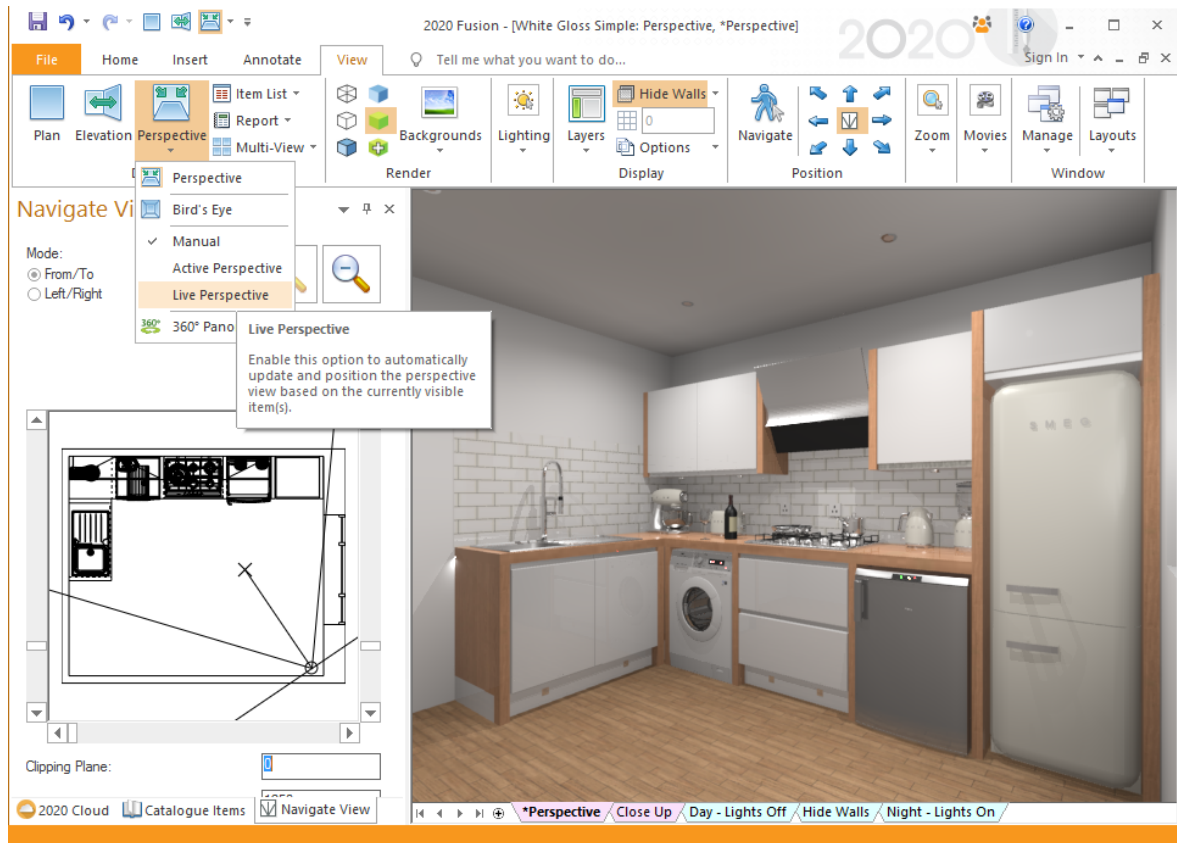 2020 Fusion - [White Gloss Simple: Perspective, *Perspective]
2020
File Home Insert Annotate View Tell me what you want to do... Sign In
Plan Elevation Perspective
Item List
Report
Multi-View
Backgrounds Lighting Layers
Hide Walls
0
Options
Navigate Zoom Movies Manage Layouts
Render Display Position Window
Perspective
Bird's Eye
Manual
Active Perspective
Live Perspective
360° Pano
Live Perspective
Enable this option to automatically
update and position the perspective
view based on the currently visible
item(s).
Navigate Vi
Mode:
From/To
Left/Right
SMEG
Clipping Plane: 0
2020 Cloud Catalogue Items Navigate View
*Perspective Close Up Day - Lights Off Hide Walls Night - Lights On